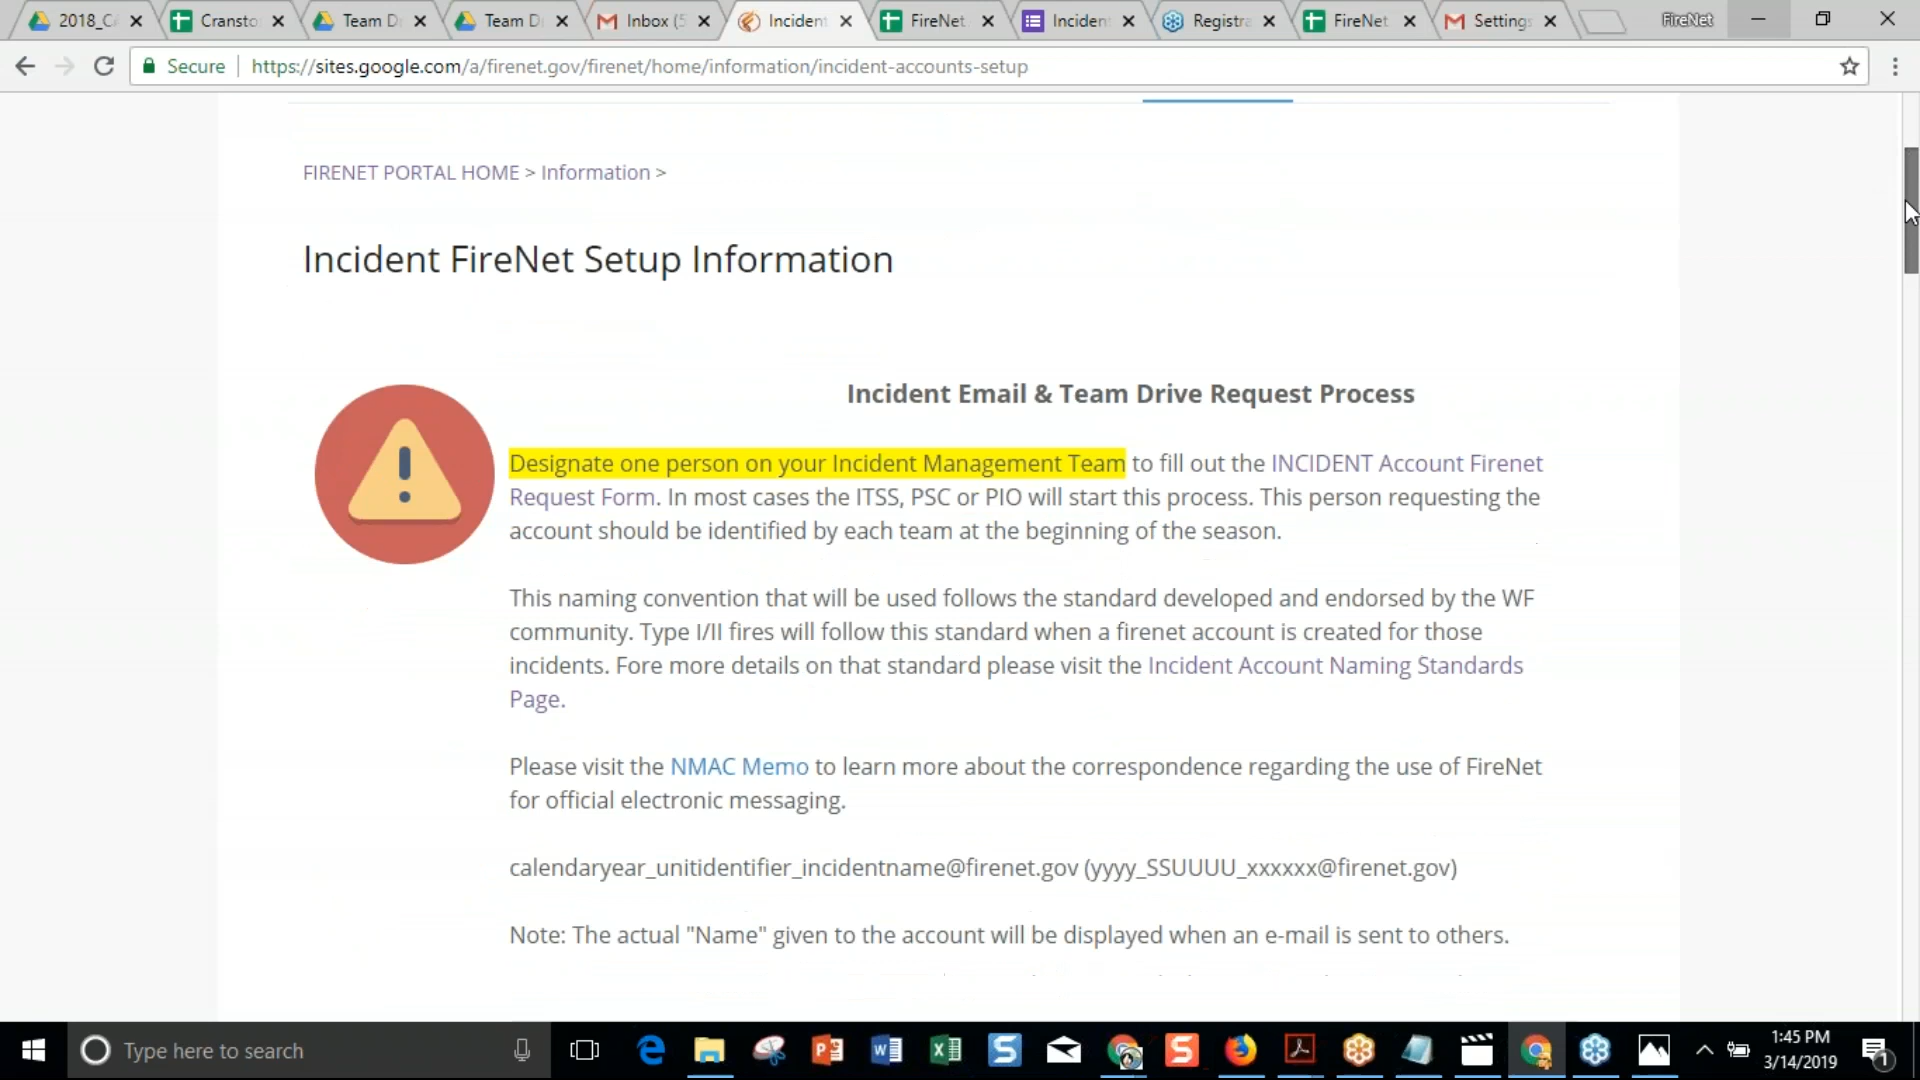 2018_CA
Cransto
Team D
Team D
Inbox (5
Incident
FireNet
Incident
Registra
FireNet
Settings
FireNet
Secure
https://sites.google.com/a/firenet.gov/firenet/home/information/incident-accounts-setup
FIRENET PORTAL HOME > Information >
Incident FireNet Setup Information
Incident Email & Team Drive Request Process
Designate one person on your Incident Management Team to fill out the INCIDENT Account Firenet
Request Form. In most cases the ITSS, PSC or PIO will start this process. This person requesting the
account should be identified by each team at the beginning of the season.
This naming convention that will be used follows the standard developed and endorsed by the WF
community. Type I/II fires will follow this standard when a firenet account is created for those
incidents. Fore more details on that standard please visit the Incident Account Naming Standards
Page.
Please visit the NMAC Memo to learn more about the correspondence regarding the use of FireNet
for official electronic messaging.
calendaryear_unitidentifier_incidentname@firenet.gov (yyyy_SSUUUU_xxxxxx@firenet.gov)
Note: The actual "Name" given to the account will be displayed when an e-mail is sent to others.
Type here to search
1:45 PM
3/14/2019
1